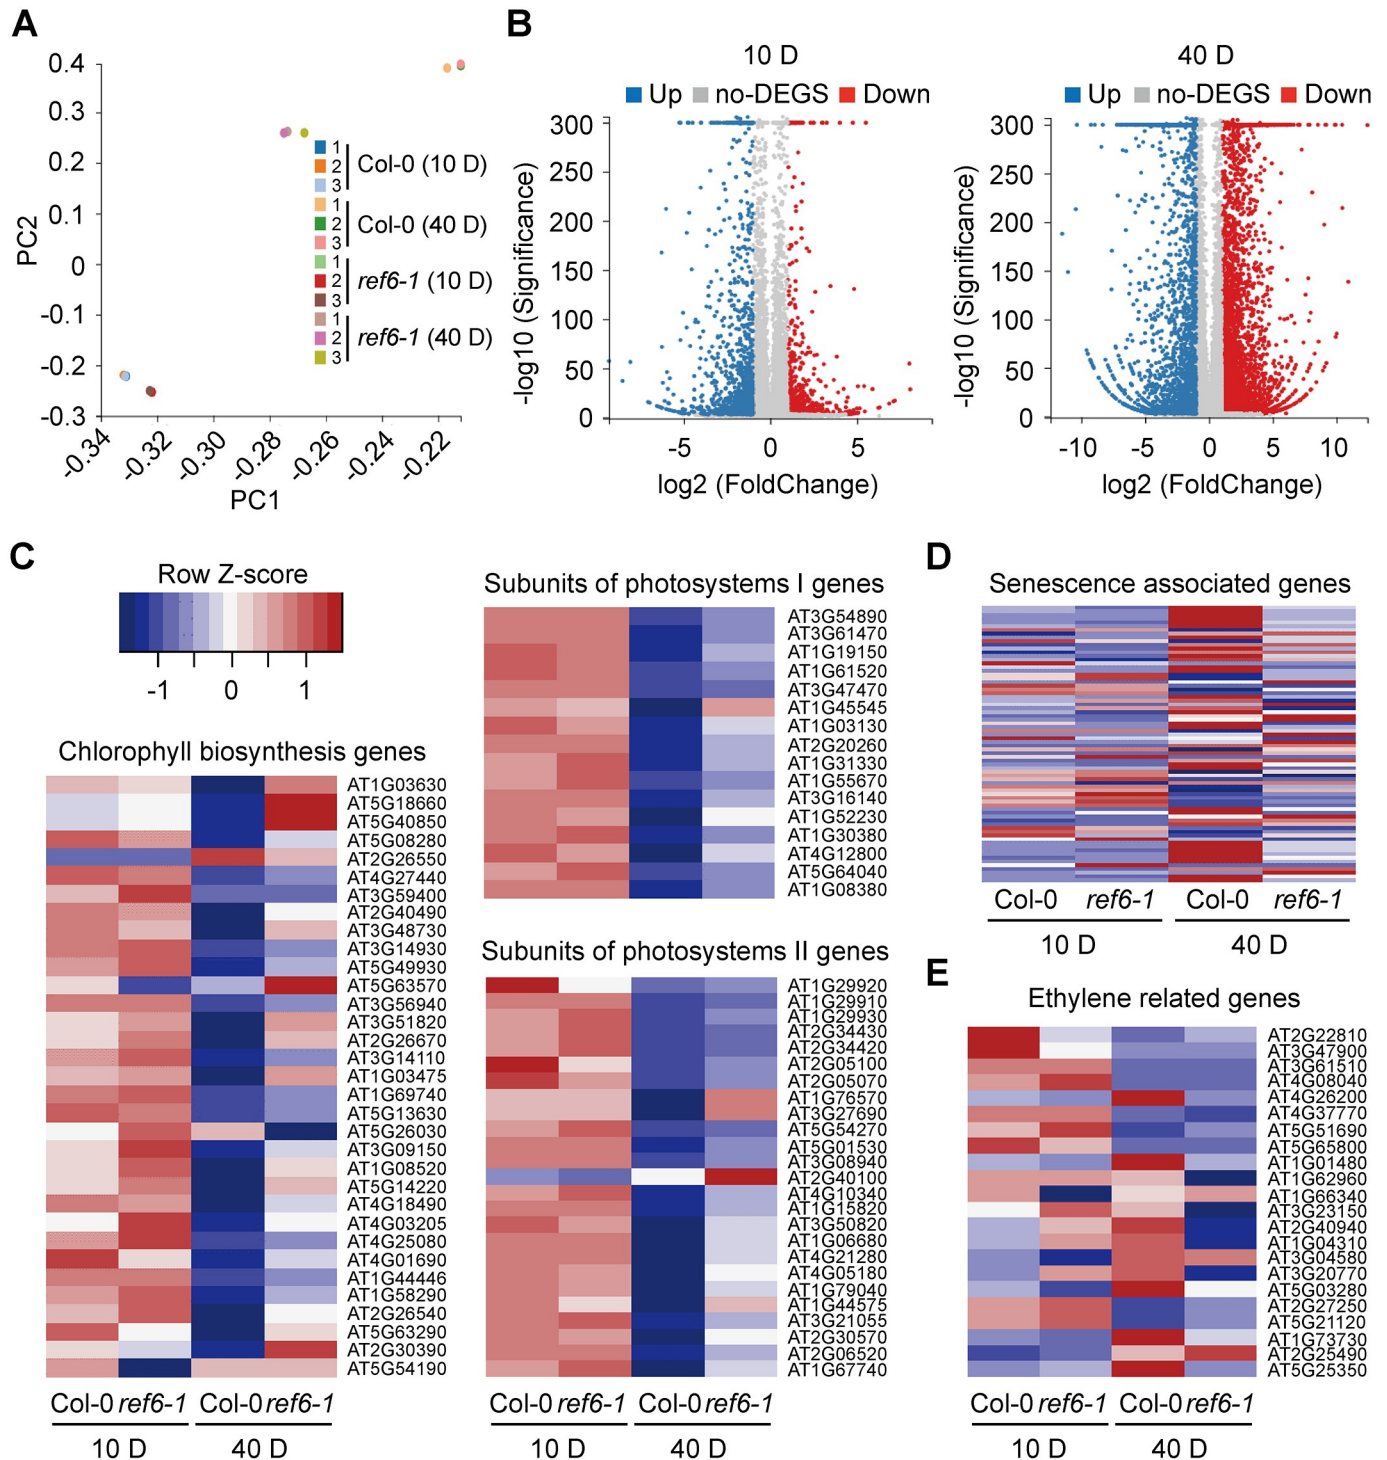 A
0.4
0.3
0.2
0.1
0
-0.1
-0.2
-0.3
PC2
-0.34
-0.32
-0.30
-0.28
-0.26
-0.24
-0.22
PC1
1
2
3
Col-0 (10 D)
1
2
3
Col-0 (40 D)
1
2
3
ref6-1 (10 D)
1
2
3
ref6-1 (40 D)
B
10 D
Up no-DEGS Down
300
250
200
150
100
50
0
-log10 (Significance)
-5 0 5
log2 (FoldChange)
40 D
Up no-DEGS Down
300
250
200
150
100
50
0
-log10 (Significance)
-10 -5 0 5 10
log2 (FoldChange)
C
Row Z-score
-1 0 1
Chlorophyll biosynthesis genes
AT1G03630
AT5G18660
AT5G40850
AT5G08280
AT2G26550
AT4G27440
AT3G59400
AT2G40490
AT3G48730
AT3G14930
AT5G49930
AT5G63570
AT3G56940
AT3G51820
AT2G26670
AT3G14110
AT1G03475
AT1G69740
AT5G13630
AT5G26030
AT3G09150
AT1G08520
AT5G14220
AT4G18490
AT4G03205
AT4G25080
AT4G01690
AT1G44446
AT1G58290
AT2G26540
AT5G63290
AT2G30390
AT5G54190
Col-0 ref6-1 Col-0 ref6-1
10 D 40 D
Subunits of photosystems I genes
AT3G54890
AT3G61470
AT1G19150
AT1G61520
AT3G47470
AT1G45545
AT1G03130
AT2G20260
AT1G31330
AT1G55670
AT3G16140
AT1G52230
AT1G30380
AT4G12800
AT5G64040
AT1G08380
Subunits of photosystems II genes
AT1G29920
AT1G29910
AT1G29930
AT2G34430
AT2G34420
AT2G05100
AT2G05070
AT1G76570
AT3G27690
AT5G54270
AT5G01530
AT3G08940
AT2G40100
AT4G10340
AT1G15820
AT3G50820
AT1G06680
AT4G21280
AT4G05180
AT1G79040
AT1G44575
AT3G21055
AT2G30570
AT2G06520
AT1G67740
Col-0 ref6-1 Col-0 ref6-1
10 D 40 D
D
Senescence associated genes
Col-0 ref6-1 Col-0 ref6-1
10 D 40 D
E
Ethylene related genes
AT2G22810
AT3G47900
AT3G61510
AT4G08040
AT4G26200
AT4G37770
AT5G51690
AT5G65800
AT1G01480
AT1G62960
AT1G66340
AT3G23150
AT2G40940
AT1G04310
AT3G04580
AT3G20770
AT5G03280
AT2G27250
AT5G21120
AT1G73730
AT2G25490
AT5G25350
Col-0 ref6-1 Col-0 ref6-1
10 D 40 D